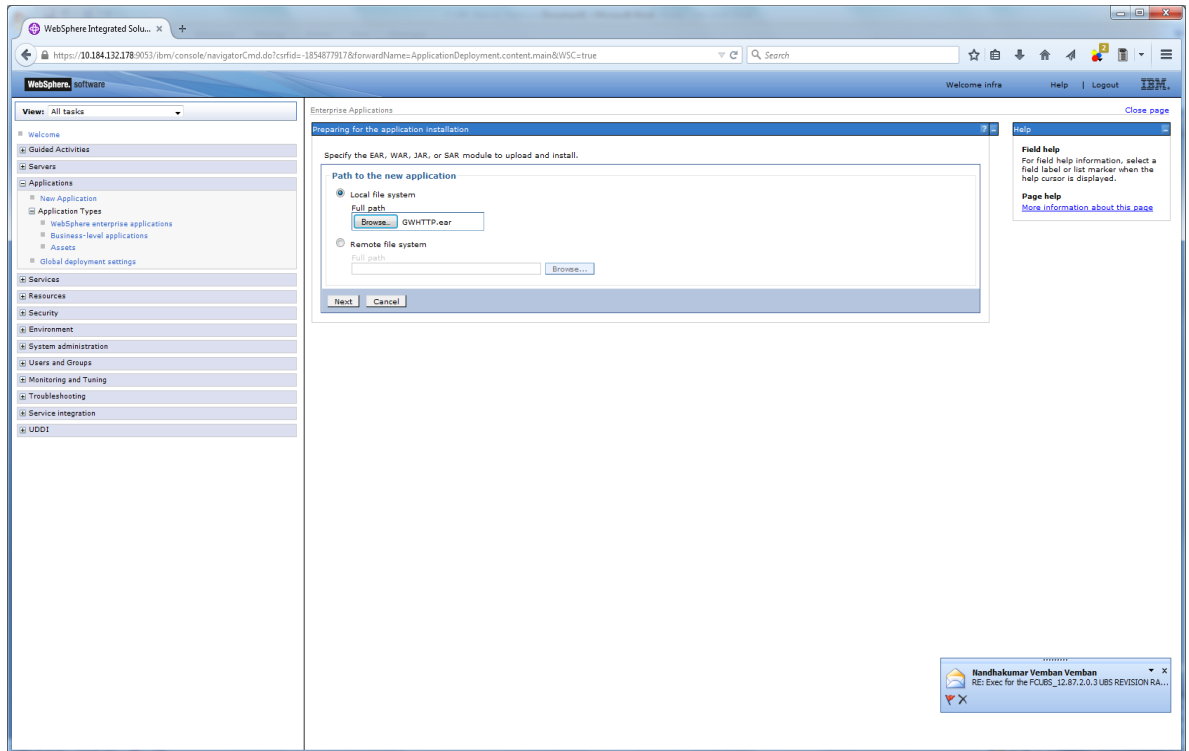 WebSphere Integrated Solu... × +
https://10.184.132.178:9053/ibm/console/navigatorCmd.do?csrfid=-1854877917&forwardName=ApplicationDeployment.content.main&WSC=true
Search
2
WebSphere. software
Welcome infra Help | Logout IBM.
View: All tasks
Welcome
Guided Activities
Servers
Applications
New Application
Application Types
WebSphere enterprise applications
Business-level applications
Assets
Global deployment settings
Services
Resources
Security
Environment
System administration
Users and Groups
Monitoring and Tuning
Troubleshooting
Service integration
UDDI
Enterprise Applications
Close page
Preparing for the application installation ? –
Specify the EAR, WAR, JAR, or SAR module to upload and install.
Path to the new application
Local file system
Full path
Browse... GWHTTP.ear
Remote file system
Full path
Browse...
Next Cancel
Help –
Field help
For field help information, select a
field label or list marker when the
help cursor is displayed.
Page help
More information about this page
Nandhakumar Vemban Vemban
RE: Exec for the FCUBS_12.87.2.0.3 UBS REVISION RA...